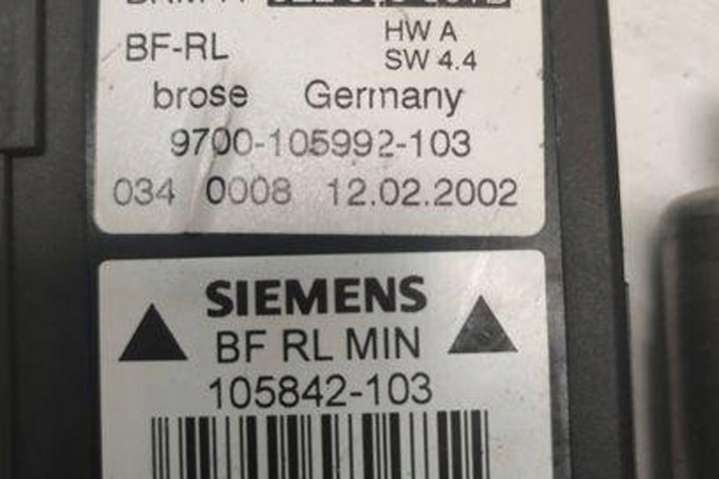 BF-RL HW A
SW 4.4
brose Germany
9700-105992-103
034 0008 12.02.2002
SIEMENS
BF RL MIN
105842-103